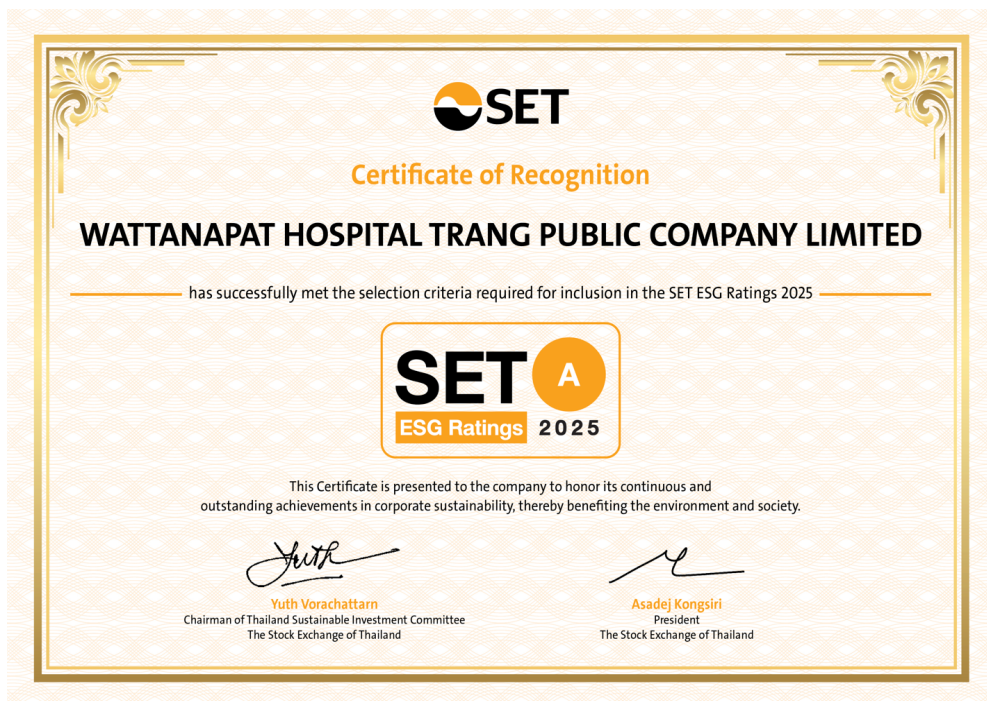 SET
Certificate of Recognition
WATTANAPAT HOSPITAL TRANG PUBLIC COMPANY LIMITED
has successfully met the selection criteria required for inclusion in the SET ESG Ratings 2025
SET A
ESG Ratings 2025
This Certificate is presented to the company to honor its continuous and
outstanding achievements in corporate sustainability, thereby benefiting the environment and society.
Yuth
Yuth Vorachattarn
Chairman of Thailand Sustainable Investment Committee
The Stock Exchange of Thailand
Asadej Kongsiri
President
The Stock Exchange of Thailand